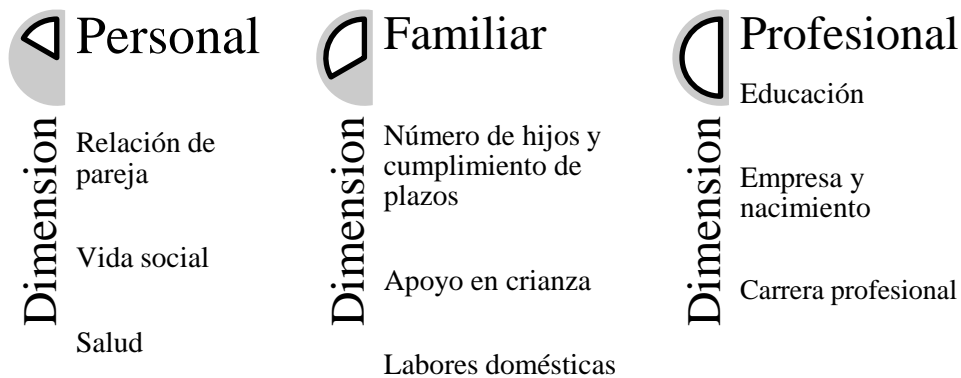 Personal
Dimension
Relación de
pareja
Vida social
Salud
Familiar
Dimension
Número de hijos y
cumplimiento de
plazos
Apoyo en crianza
Labores domésticas
Profesional
Dimension
Educación
Empresa y
nacimiento
Carrera profesional